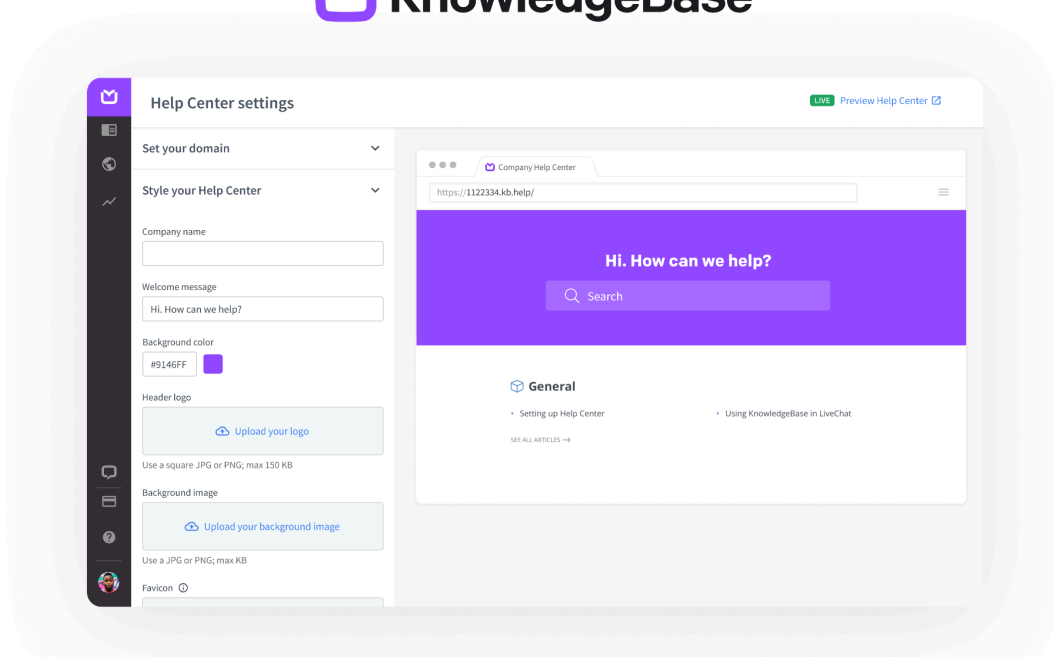 KnowledgeBase
Help Center settings
LIVE Preview Help Center
Set your domain
Style your Help Center
Company name
Welcome message
Hi. How can we help?
Background color
#9146FF
Header logo
Upload your logo
Use a square JPG or PNG; max 150 KB
Background image
Upload your background image
Use a JPG or PNG; max KB
Favicon
Company Help Center
https://1122334.kb.help/
Hi. How can we help?
Search
General
• Setting up Help Center
• Using KnowledgeBase in LiveChat
SEE ALL ARTICLES →